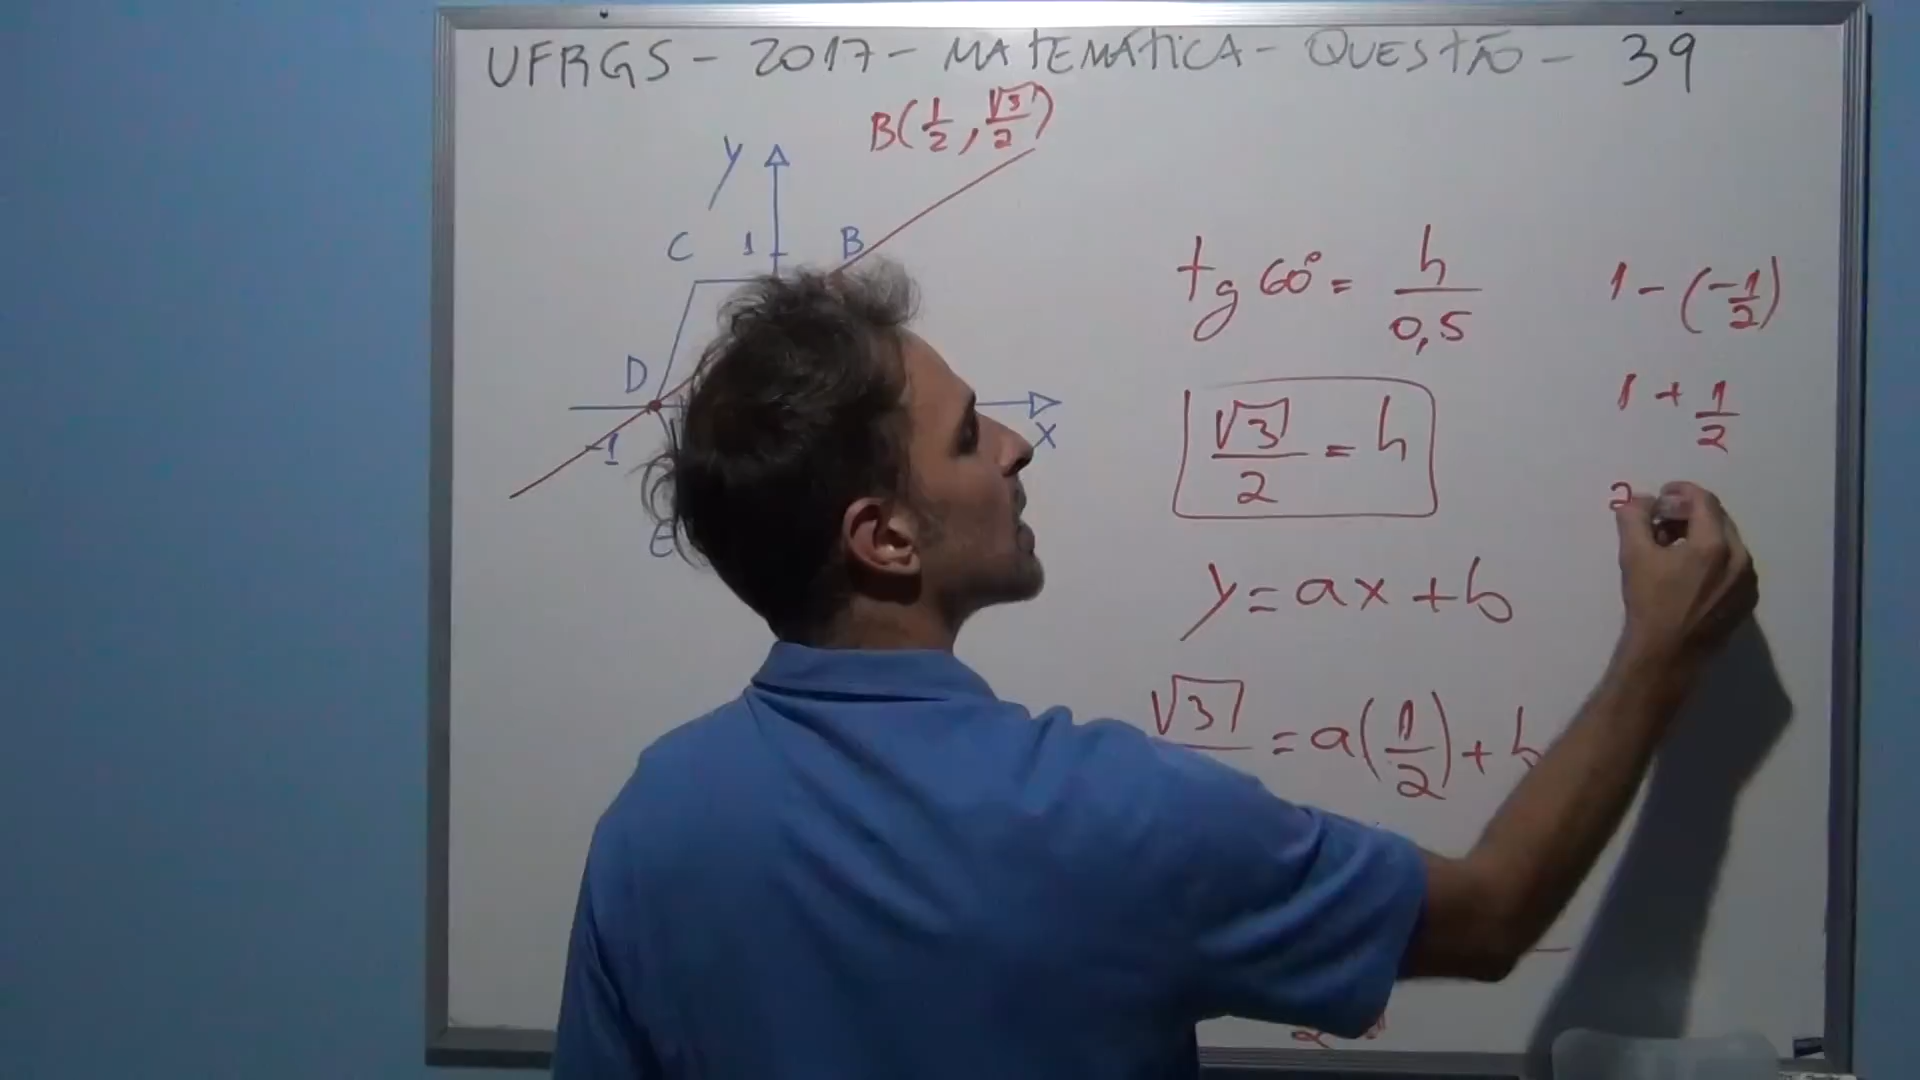 UFRGS - 2017 - MATEMÁTICA - QUESTÃO - 39
B(1/2, √3/2)
y
C 1 B
D
-1
x
E
tg 60° = h/0,5
√3/2 = h
y = ax + b
√3 = a(1/2) + b
1 - (-1/2)
1 + 1/2
2